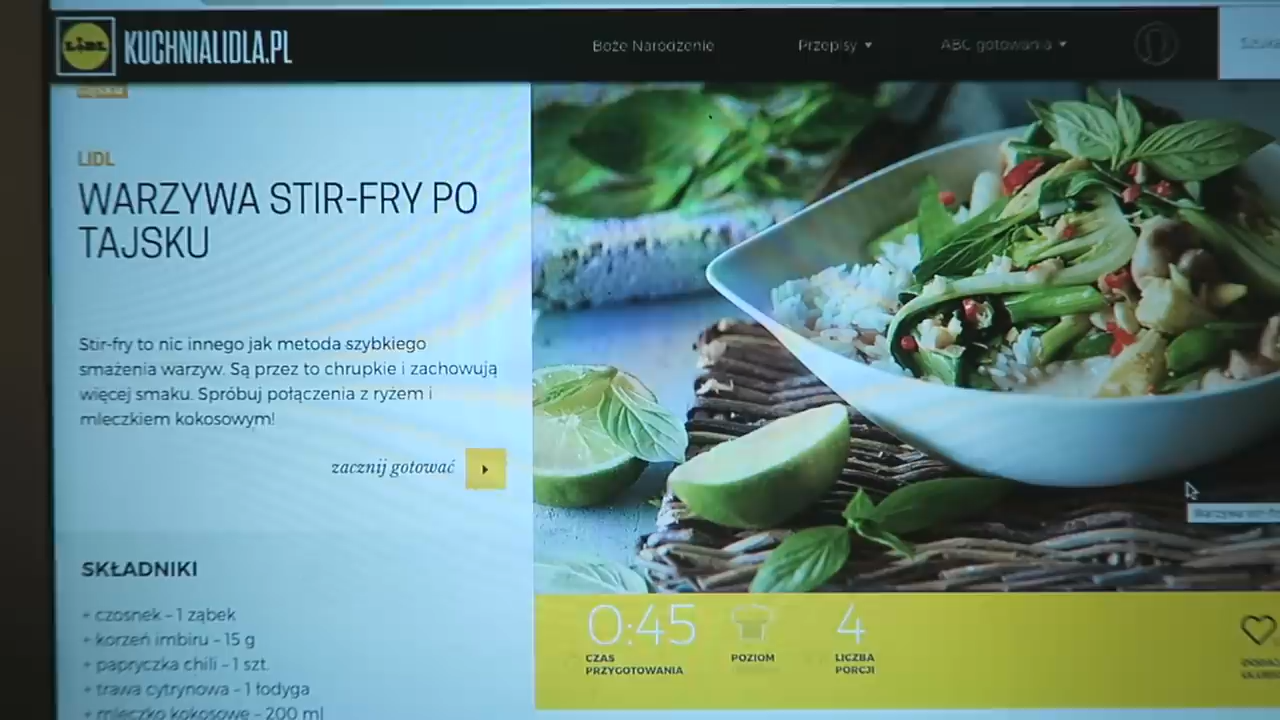 LIDL
KUCHNIALIDLA.PL
Boże Narodzenie
Przepisy
ABC gotowania
LIDL
WARZYWA STIR-FRY PO
TAJSKU
Stir-fry to nic innego jak metoda szybkiego
smażenia warzyw. Są przez to chrupkie i zachowują
więcej smaku. Spróbuj połączenia z ryżem i
mleczkiem kokosowym!
zacznij gotować
SKŁADNIKI
+ czosnek - 1 ząbek
+ korzeń imbiru - 15 g
+ papryczka chili - 1 szt.
+ trawa cytrynowa - 1 łodyga
+ mleczko kokosowe - 200 ml
0:45
CZAS
PRZYGOTOWANIA
POZIOM
4
LICZBA
PORCJI